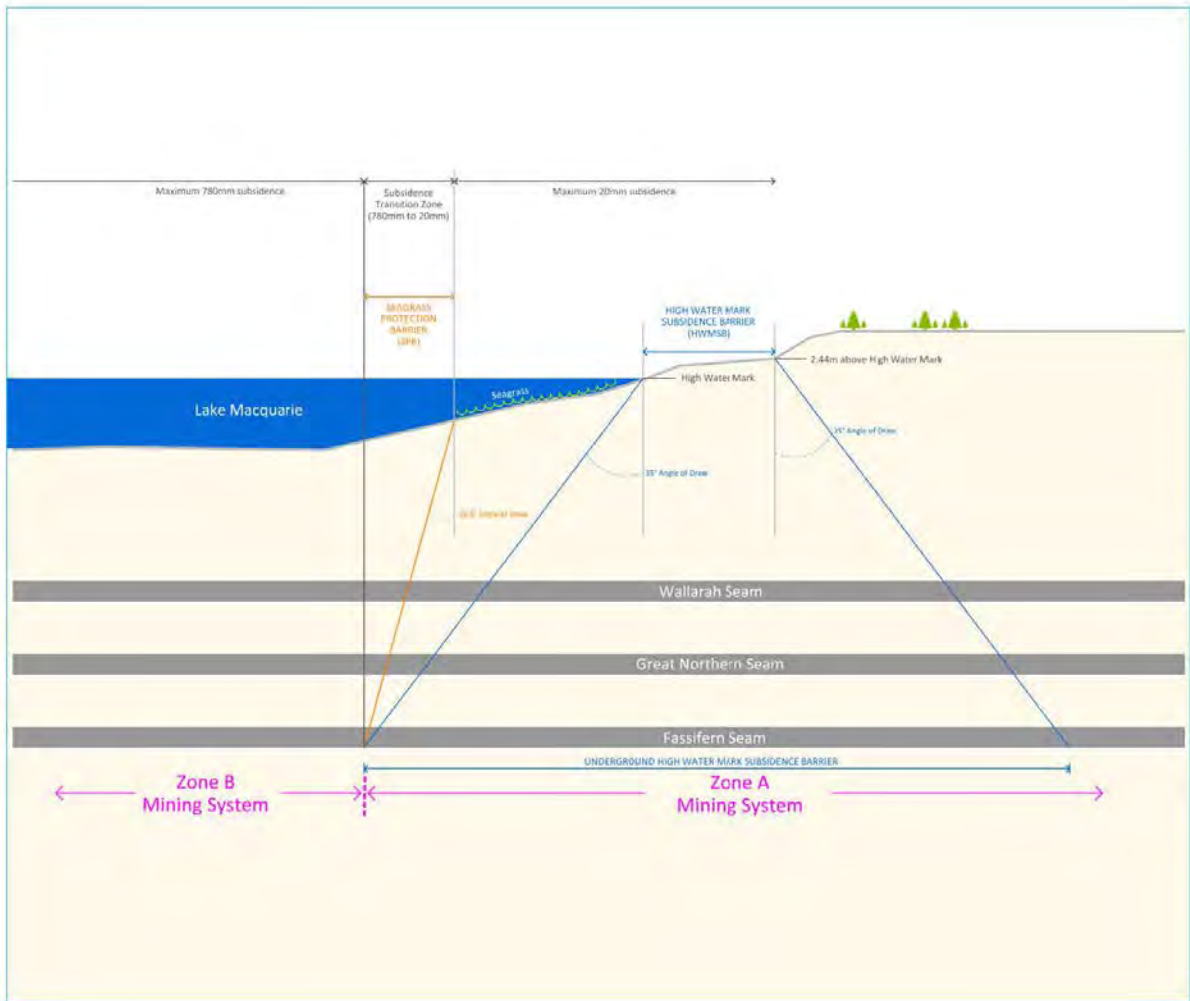 Maximum 780mm subsidence
Subsidence
Transition Zone
(780mm to 20mm)
Maximum 20mm subsidence
SEAGRASS
PROTECTION
BARRIER
(SPB)
HIGH WATER MARK
SUBSIDENCE BARRIER
(HWMSB)
2.44m above High Water Mark
High Water Mark
Seagrass
Lake Macquarie
35° Angle of Draw
35° Angle of Draw
Wallarah Seam
Great Northern Seam
Fassifern Seam
UNDERGROUND HIGH WATER MARK SUBSIDENCE BARRIER
Zone B
Mining System
Zone A
Mining System